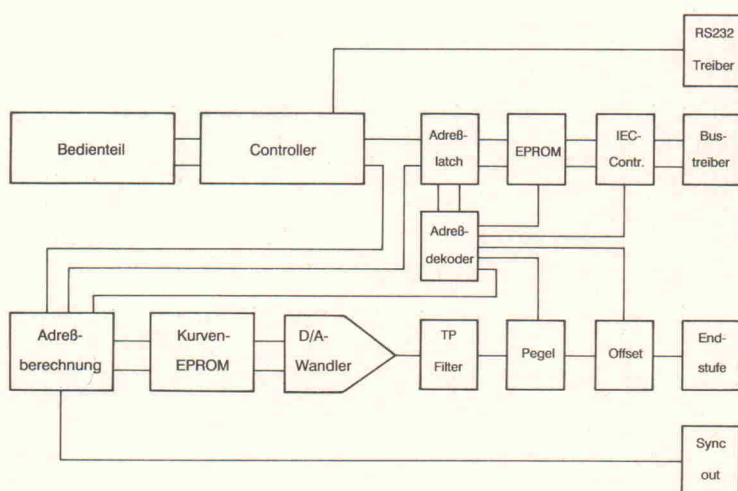 RS232
Treiber
Bedienteil
Controller
Adreß-
latch
EPROM
IEC-
Contr.
Bus-
treiber
Adreß-
dekoder
Adreß-
berechnung
Kurven-
EPROM
D/A-
Wandler
TP
Filter
Pegel
Offset
End-
stufe
Sync
out